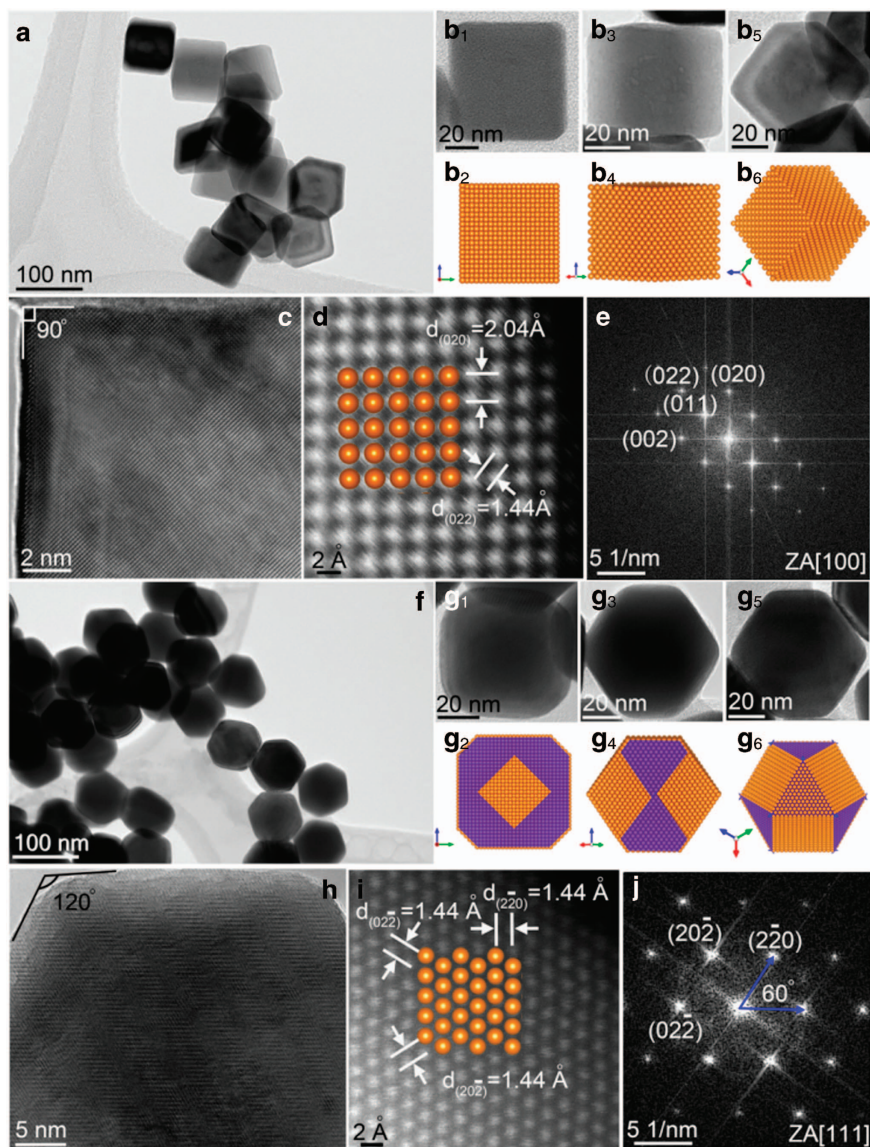 a
100 nm
b1
20 nm
b3
20 nm
b5
20 nm
b2
b4
b6
90°
c
2 nm
d
d(020)=2.04Å
d(022)=1.44Å
2 Å
e
(022)
(020)
(011)
(002)
5 1/nm
ZA[100]
f
100 nm
g1
20 nm
g3
20 nm
g5
20 nm
g2
g4
g6
120°
h
5 nm
i
d(022̅)=1.44 Å
d(22̅0)=1.44 Å
d(202̅)=1.44 Å
2 Å
j
(202̅)
(22̅0)
60°
(022̅)
5 1/nm
ZA[111]